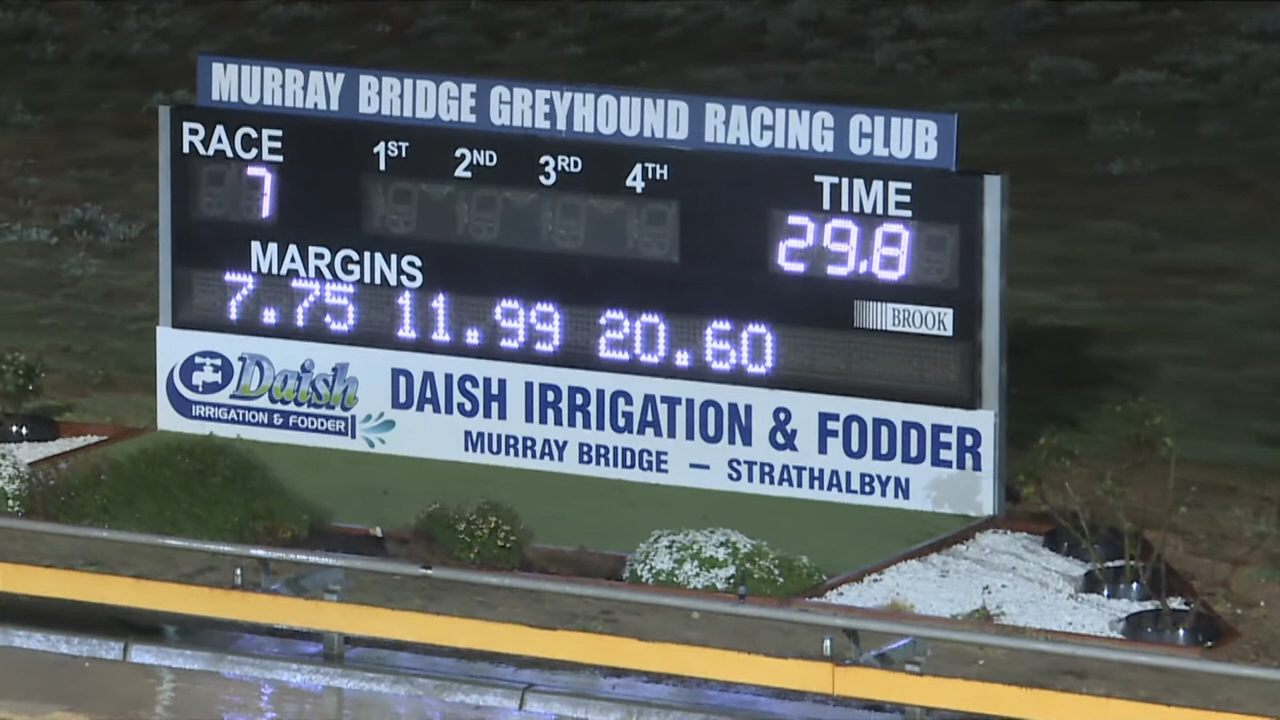 MURRAY BRIDGE GREYHOUND RACING CLUB
RACE 1ST 2ND 3RD 4TH TIME
7 29.8
MARGINS
7.75 11.99 20.60
BROOK
Daish
IRRIGATION & FODDER
DAISH IRRIGATION & FODDER
MURRAY BRIDGE — STRATHALBYN